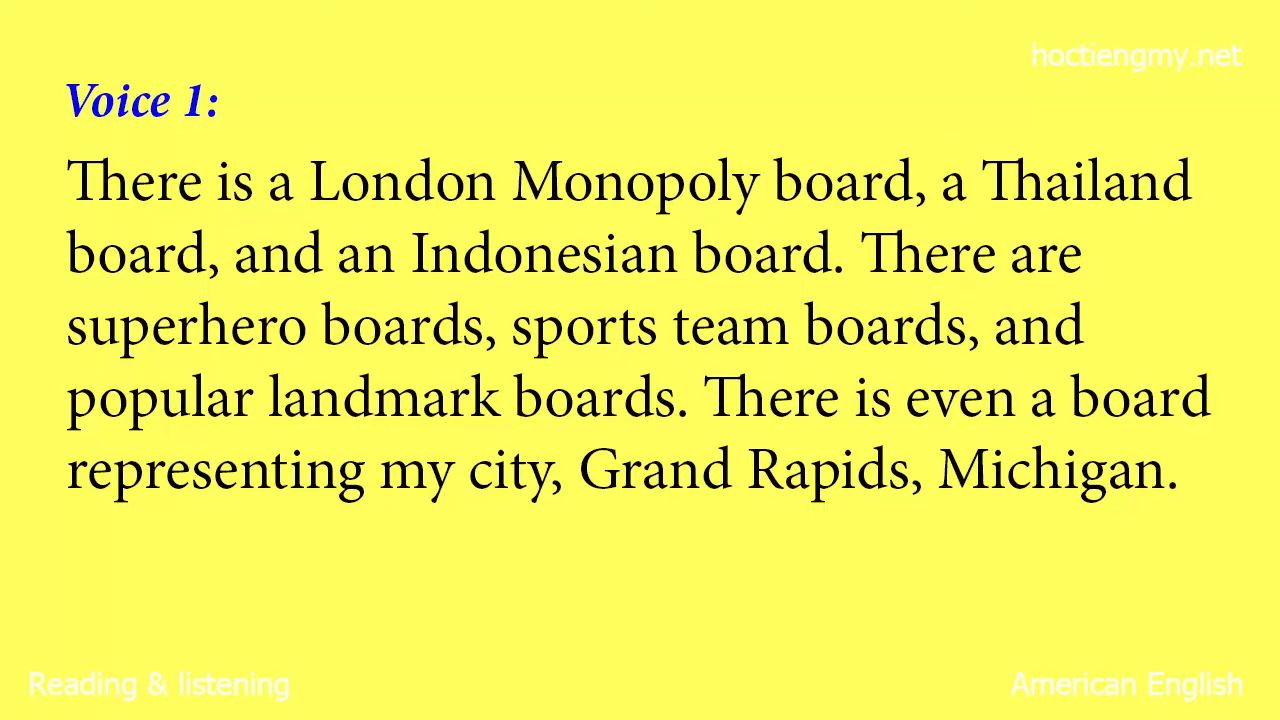 hoctiengmy.net
Voice 1:
There is a London Monopoly board, a Thailand
board, and an Indonesian board. There are
superhero boards, sports team boards, and
popular landmark boards. There is even a board
representing my city, Grand Rapids, Michigan.
Reading & listening
American English